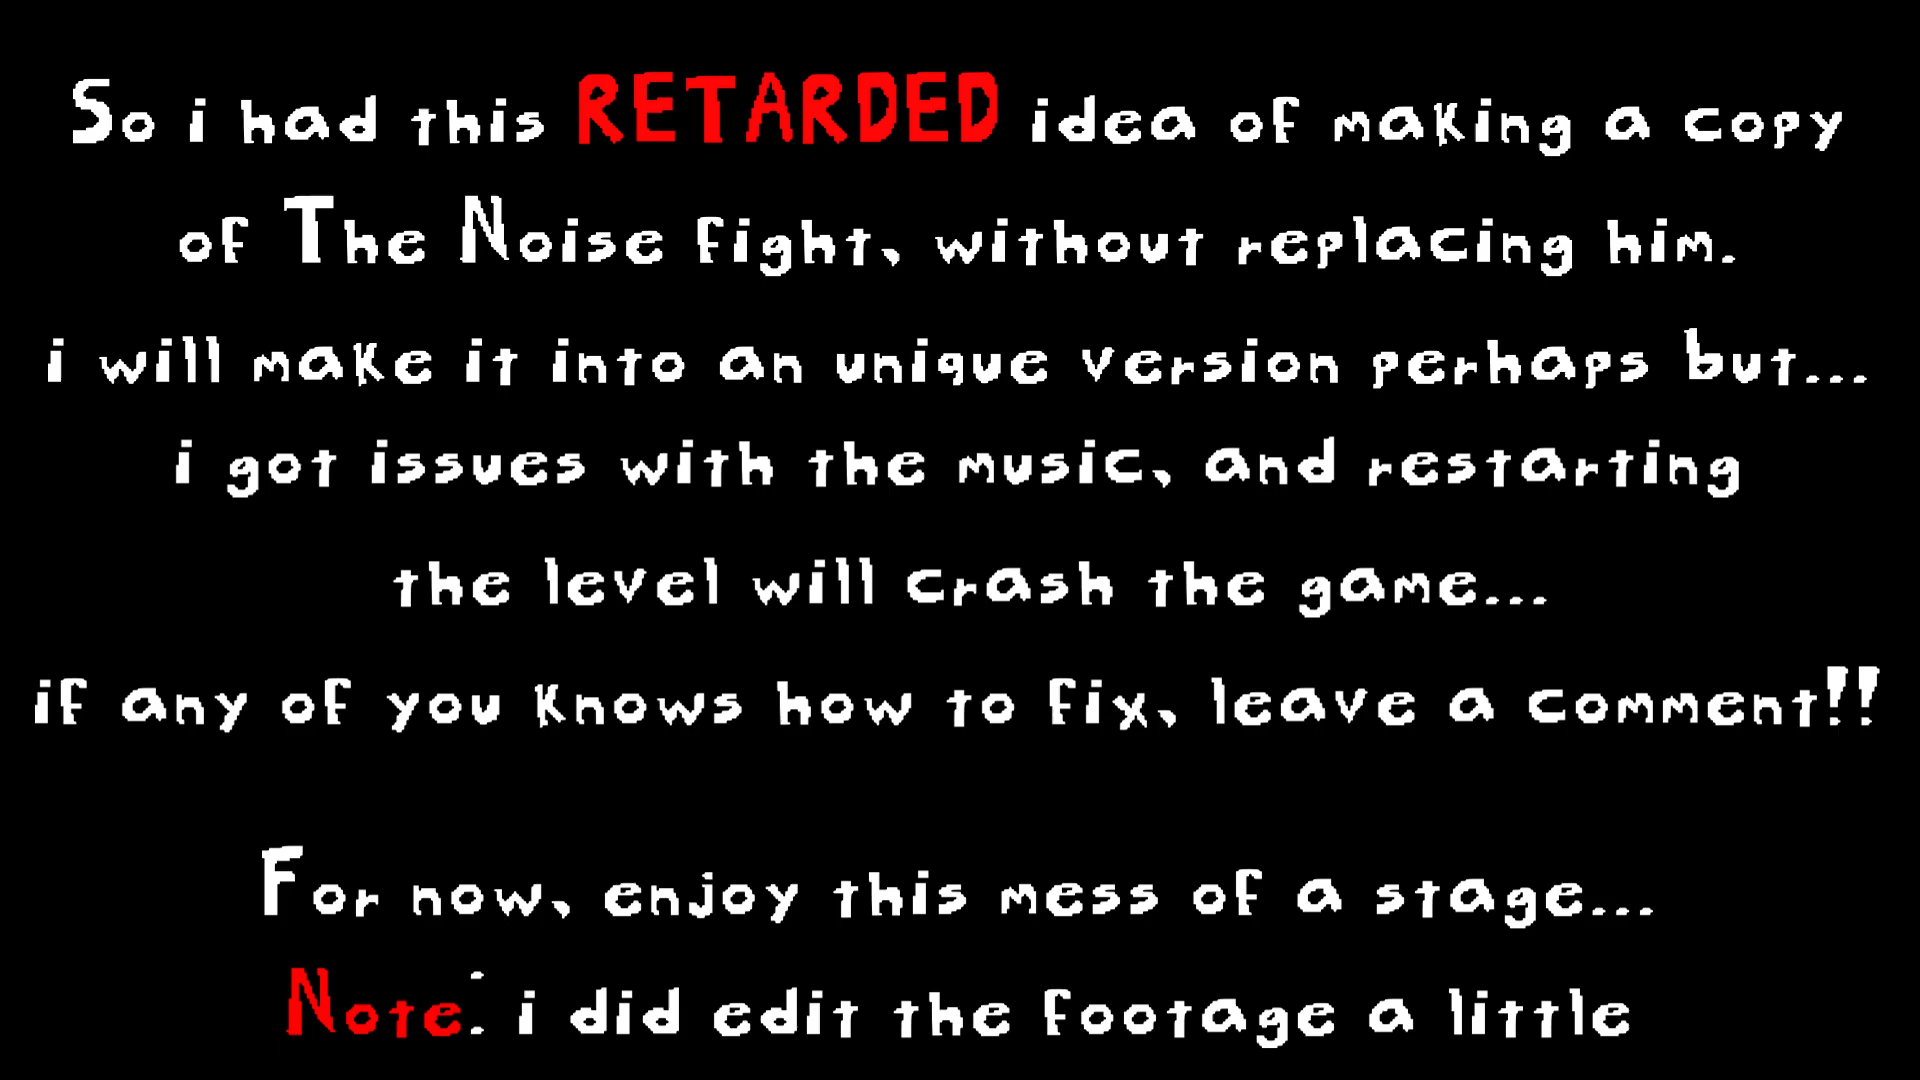 So i had this RETARDED idea of making a copy
of The Noise fight, without replacing him.
i will make it into an unique version perhaps but...
i got issues with the music, and restarting
the level will crash the game...
if any of you knows how to fix, leave a comment!!
For now, enjoy this mess of a stage...
Note: i did edit the footage a little